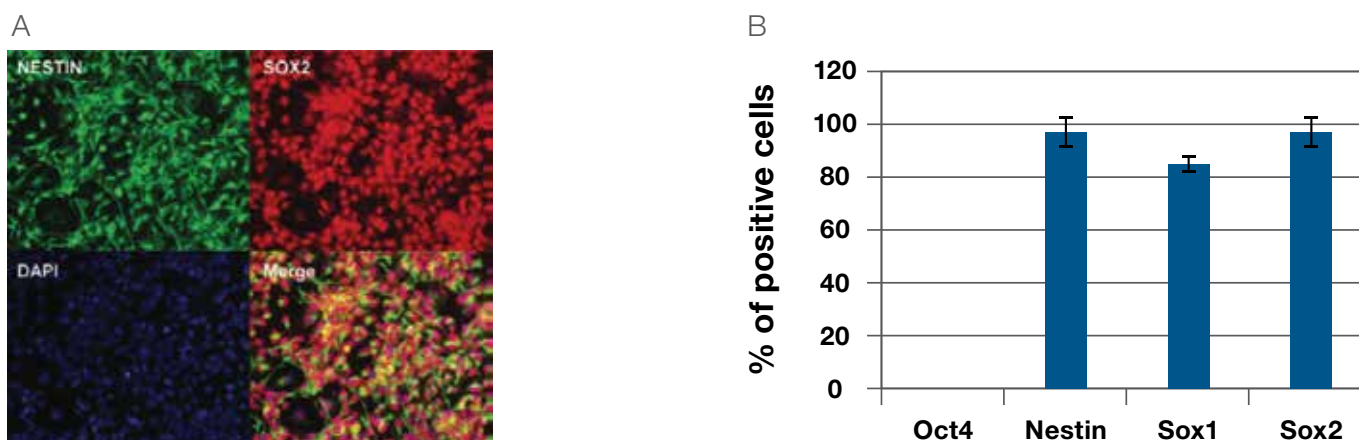 A
NESTIN
SOX2
DAPI
Merge
B
% of positive cells
120
100
80
60
40
20
0
Oct4
Nestin
Sox1
Sox2